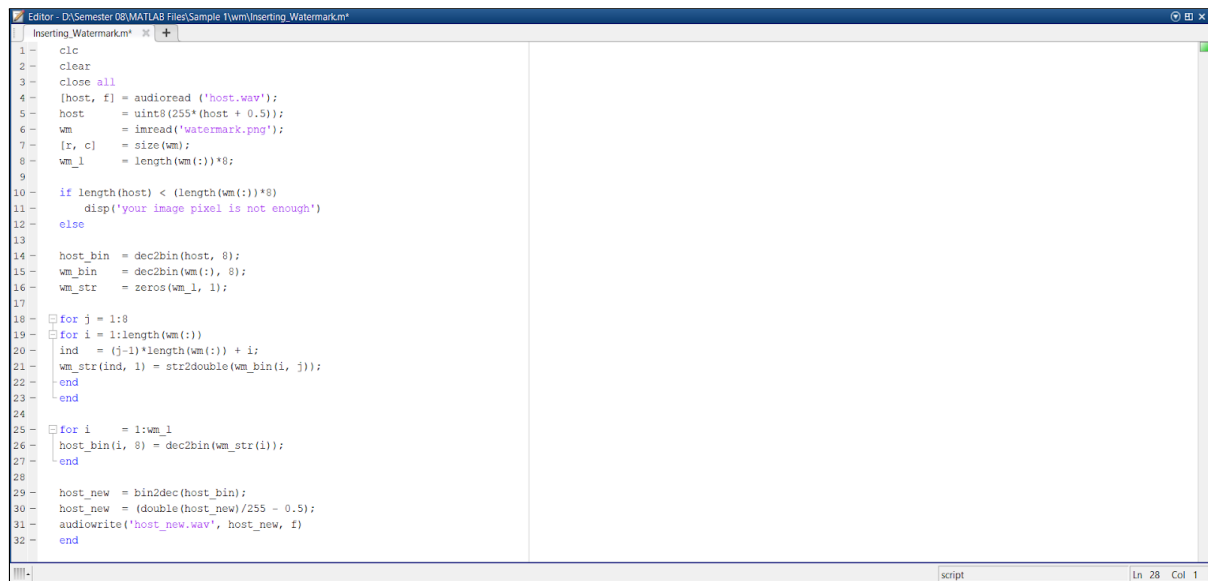 Editor - D:\Semester 08\MATLAB Files\Sample 1\wm\Inserting_Watermark.m*
Inserting_Watermark.m* × +
1 - clc
2 - clear
3 - close all
4 - [host, f] = audioread ('host.wav');
5 - host = uint8(255*(host + 0.5));
6 - wm = imread('watermark.png');
7 - [r, c] = size(wm);
8 - wm_l = length(wm(:))*8;
9
10 - if length(host) < (length(wm(:))*8)
11 - disp('your image pixel is not enough')
12 - else
13
14 - host_bin = dec2bin(host, 8);
15 - wm_bin = dec2bin(wm(:), 8);
16 - wm_str = zeros(wm_l, 1);
17
18 - for j = 1:8
19 - for i = 1:length(wm(:))
20 - ind = (j-1)*length(wm(:)) + i;
21 - wm_str(ind, 1) = str2double(wm_bin(i, j));
22 - end
23 - end
24
25 - for i = 1:wm_l
26 - host_bin(i, 8) = dec2bin(wm_str(i));
27 - end
28
29 - host_new = bin2dec(host_bin);
30 - host_new = (double(host_new)/255 - 0.5);
31 - audiowrite('host_new.wav', host_new, f)
32 - end
script Ln 28 Col 1